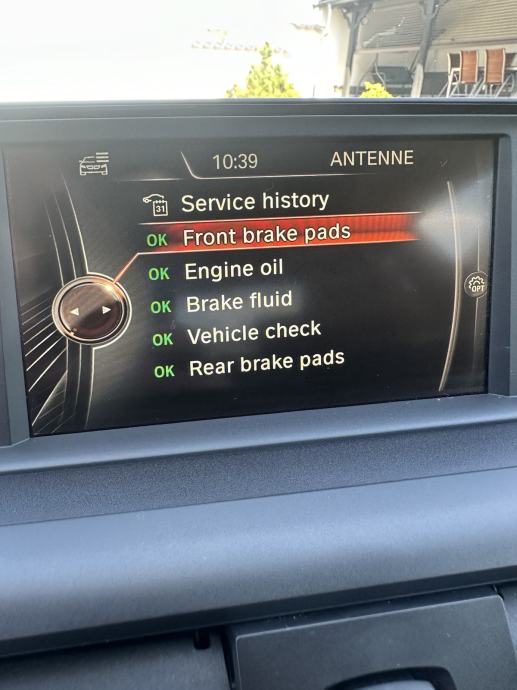 10:39 ANTENNE
31 Service history
OK Front brake pads
OK Engine oil
OK Brake fluid
OK Vehicle check
OK Rear brake pads
OPT